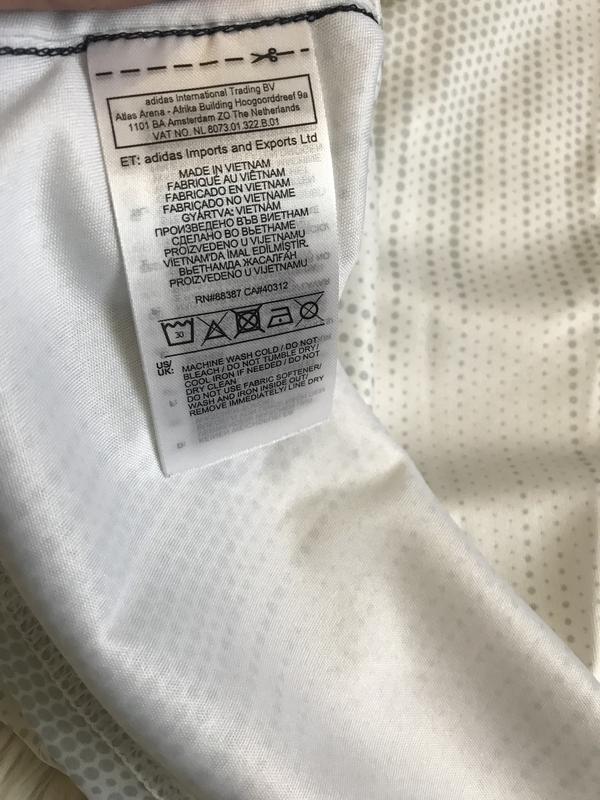 adidas International Trading BV
Atlas Arena - Afrika Building Hoogoorddreef 9a
1101 BA Amsterdam ZO The Netherlands
VAT NO. NL 8073.01.322.B.01
ET: adidas Imports and Exports Ltd
MADE IN VIETNAM
FABRIQUÉ AU VIÊTNAM
FABRICADO EN VIETNAM
FABRICADO NO VIETNAME
GYÁRTVA: VIETNÁM
ПРОИЗВЕДЕНО ВЪВ ВИЕТНАМ
СДЕЛАНО ВО ВЬЕТНАМЕ
PROIZVEDENO U VIJETNAMU
VIETNAM'DA İMAL EDİLMİŞTİR.
ВЬЕТНАМДА ЖАСАЛҒАН
PROIZVEDENO U VIJETNAMU
RN#88387 CA#40312
30
US/
UK:
MACHINE WASH COLD / DO NOT
BLEACH / DO NOT TUMBLE DRY/
COOL IRON IF NEEDED / DO NOT
DRY CLEAN
DO NOT USE FABRIC SOFTENER/
WASH AND IRON INSIDE OUT/
REMOVE IMMEDIATELY/ LINE DRY